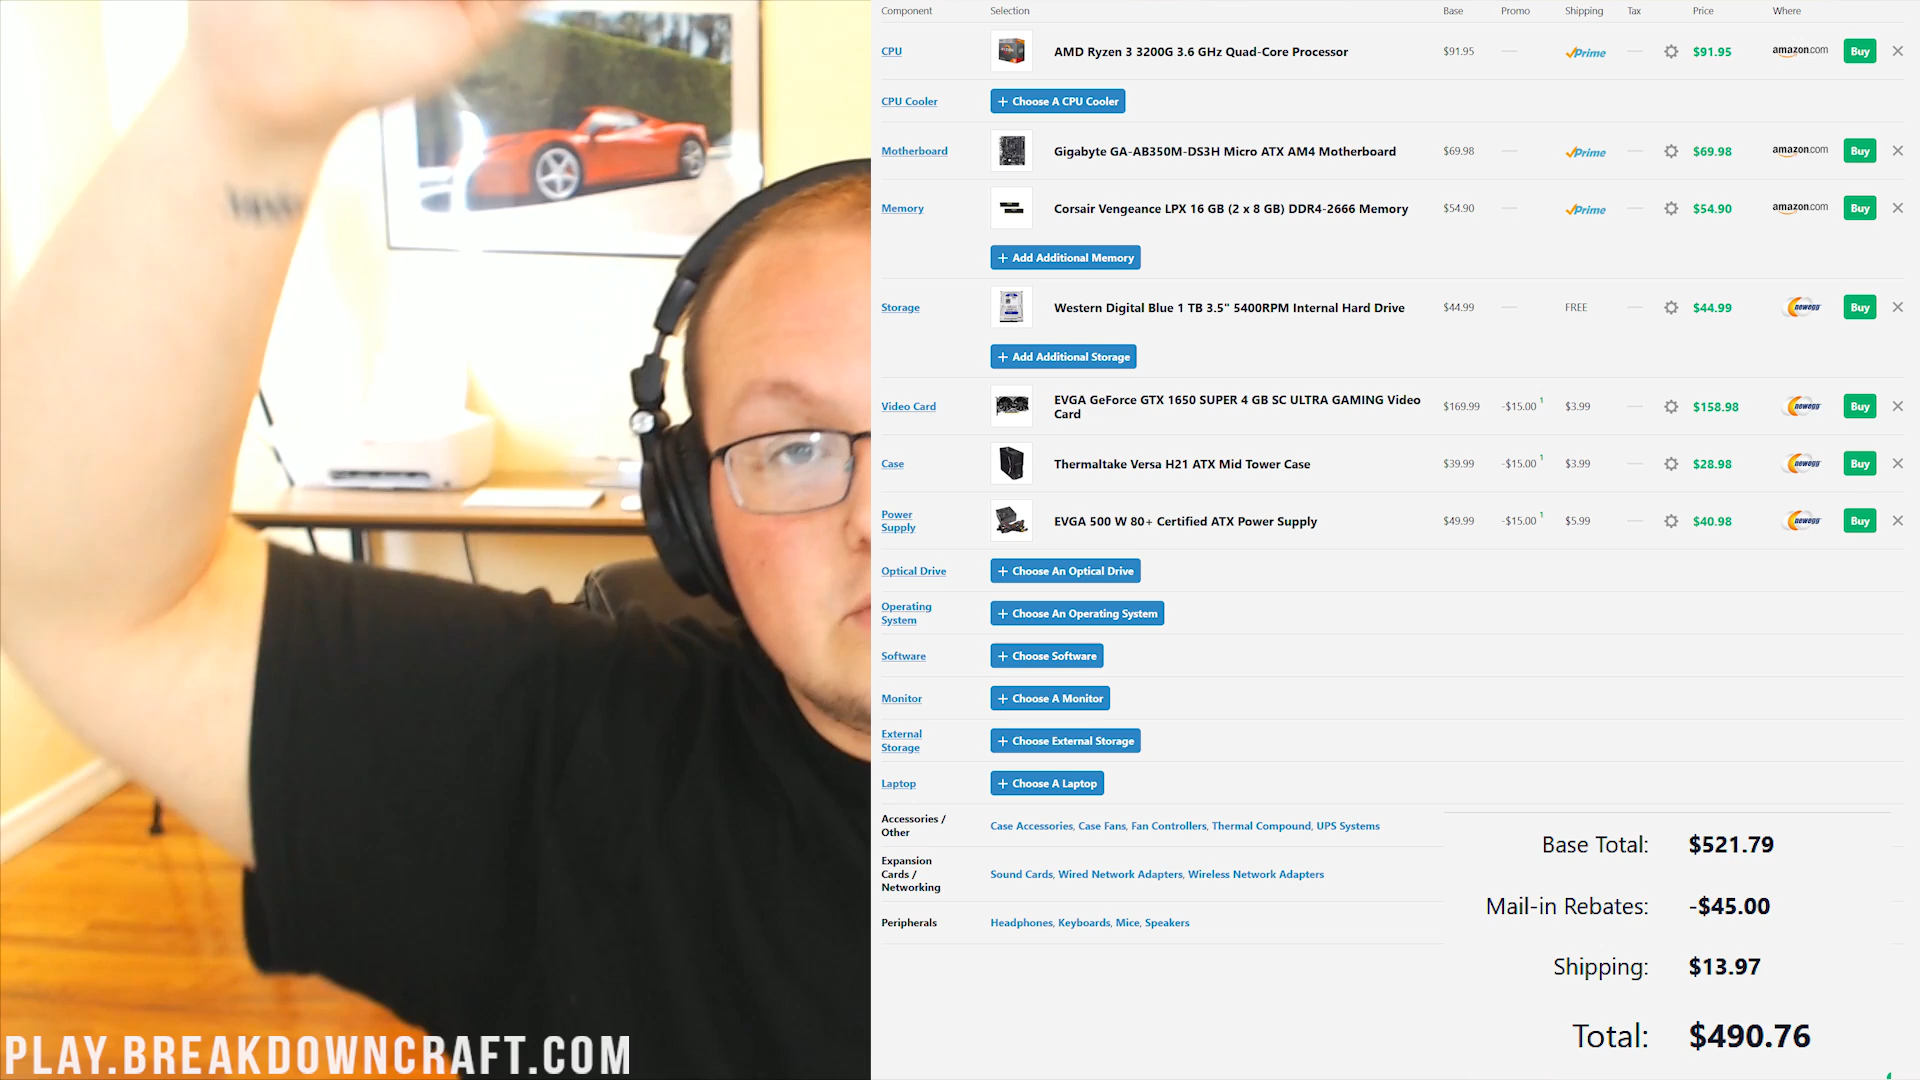 Component Selection Base Promo Shipping Tax Price Where
CPU AMD Ryzen 3 3200G 3.6 GHz Quad-Core Processor $91.95 — Prime — $91.95 amazon.com Buy
CPU Cooler + Choose A CPU Cooler
Motherboard Gigabyte GA-AB350M-DS3H Micro ATX AM4 Motherboard $69.98 — Prime — $69.98 amazon.com Buy
Memory Corsair Vengeance LPX 16 GB (2 x 8 GB) DDR4-2666 Memory $54.90 — Prime — $54.90 amazon.com Buy
+ Add Additional Memory
Storage Western Digital Blue 1 TB 3.5" 5400RPM Internal Hard Drive $44.99 — FREE — $44.99 newegg Buy
+ Add Additional Storage
Video Card EVGA GeForce GTX 1650 SUPER 4 GB SC ULTRA GAMING Video
Card $169.99 -$15.00 1 $3.99 — $158.98 newegg Buy
Case Thermaltake Versa H21 ATX Mid Tower Case $39.99 -$15.00 1 $3.99 — $28.98 newegg Buy
Power
Supply EVGA 500 W 80+ Certified ATX Power Supply $49.99 -$15.00 1 $5.99 — $40.98 newegg Buy
Optical Drive + Choose An Optical Drive
Operating
System + Choose An Operating System
Software + Choose Software
Monitor + Choose A Monitor
External
Storage + Choose External Storage
Laptop + Choose A Laptop
Accessories /
Other Case Accessories, Case Fans, Fan Controllers, Thermal Compound, UPS Systems
Expansion
Cards /
Networking Sound Cards, Wired Network Adapters, Wireless Network Adapters
Peripherals Headphones, Keyboards, Mice, Speakers
Base Total: $521.79
Mail-in Rebates: -$45.00
Shipping: $13.97
Total: $490.76
PLAY.BREAKDOWNCRAFT.COM